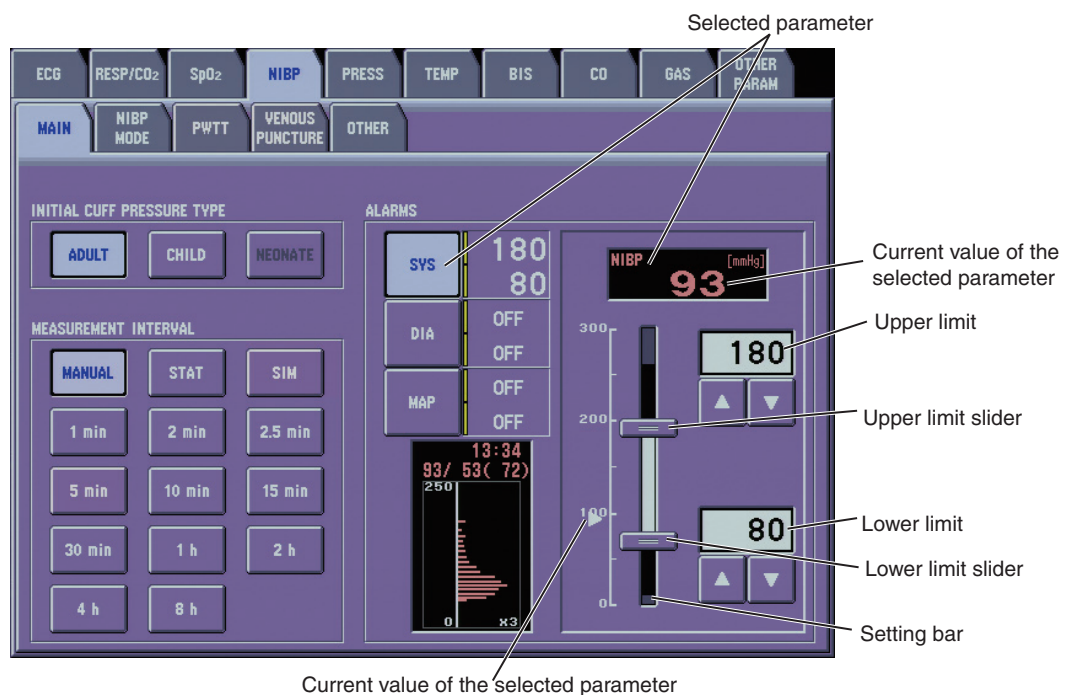 Selected parameter
ECG RESP/CO2 SpO2 NIBP PRESS TEMP BIS CO GAS OTHER PARAM
MAIN NIBP MODE PWTT VENOUS PUNCTURE OTHER
INITIAL CUFF PRESSURE TYPE
ADULT CHILD NEONATE
MEASUREMENT INTERVAL
MANUAL STAT SIM
1 min 2 min 2.5 min
5 min 10 min 15 min
30 min 1 h 2 h
4 h 8 h
ALARMS
SYS 180
80
DIA OFF
OFF
MAP OFF
OFF
13:34
93/ 53( 72)
250
0 x3
NIBP [mmHg]
93
300
200
100
0
180
▲ ▼
80
▲ ▼
Current value of the
selected parameter
Upper limit
Upper limit slider
Lower limit
Lower limit slider
Setting bar
Current value of the selected parameter